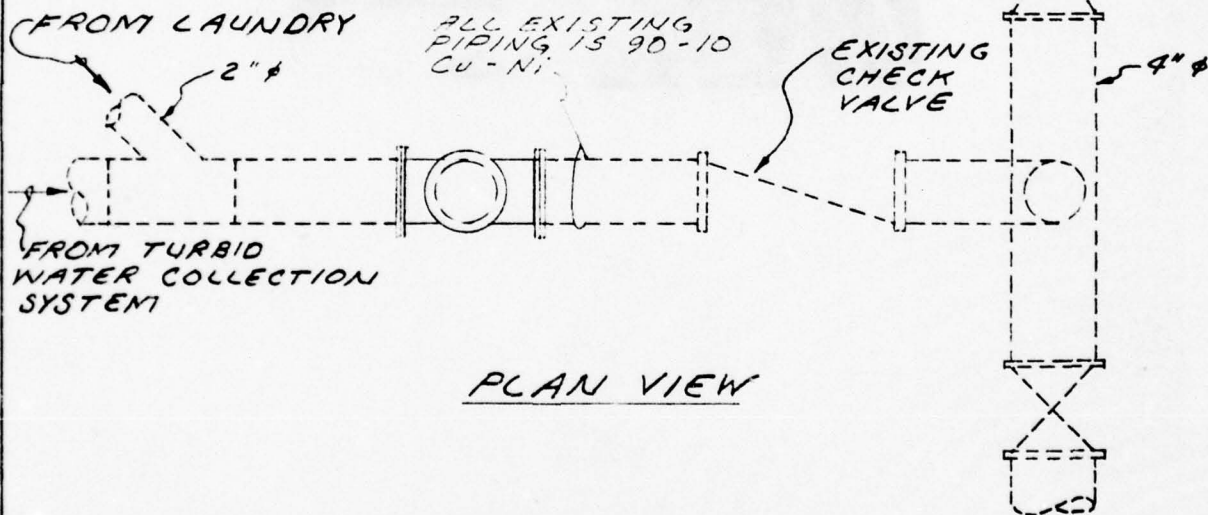 FROM LAUNDRY
2" ϕ
ALL EXISTING
PIPING IS 90-10
Cu-Ni
EXISTING
CHECK
VALVE
4" ϕ
FROM TURBID
WATER COLLECTION
SYSTEM
PLAN VIEW